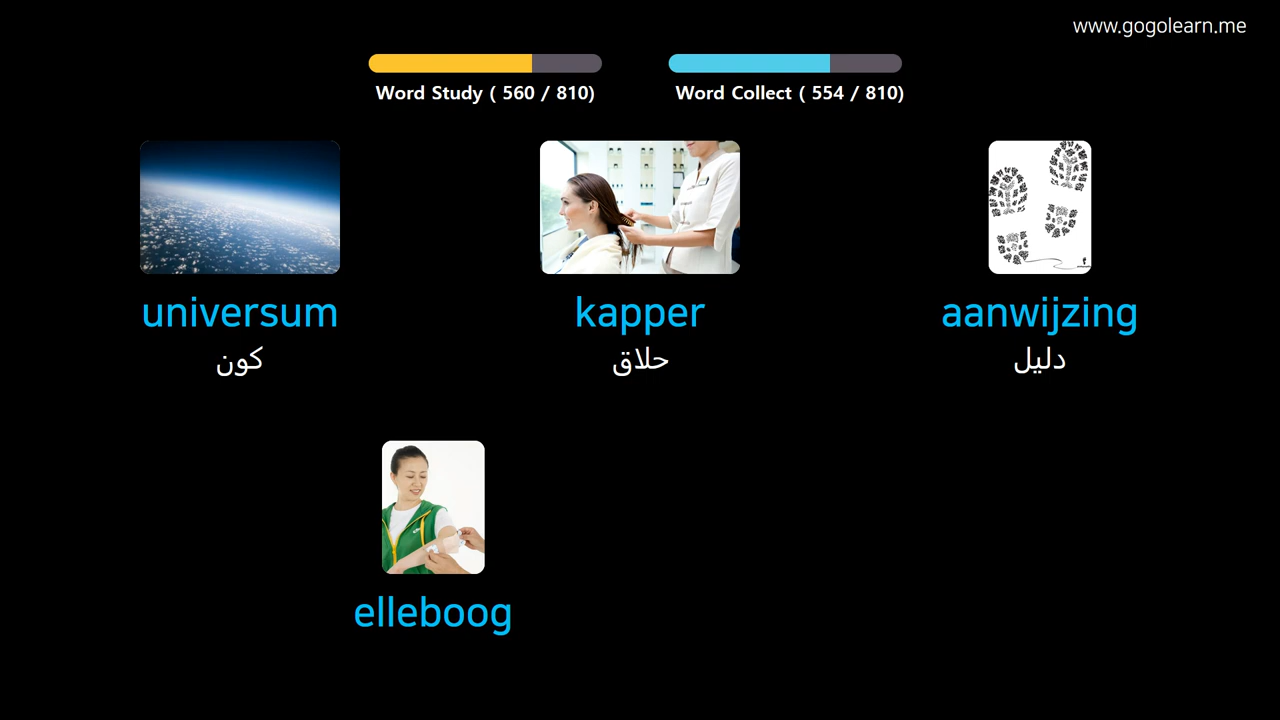 www.gogolearn.me
Word Study ( 560 / 810)
Word Collect ( 554 / 810)
universum
kapper
aanwijzing
كون
حلاق
دليل
elleboog